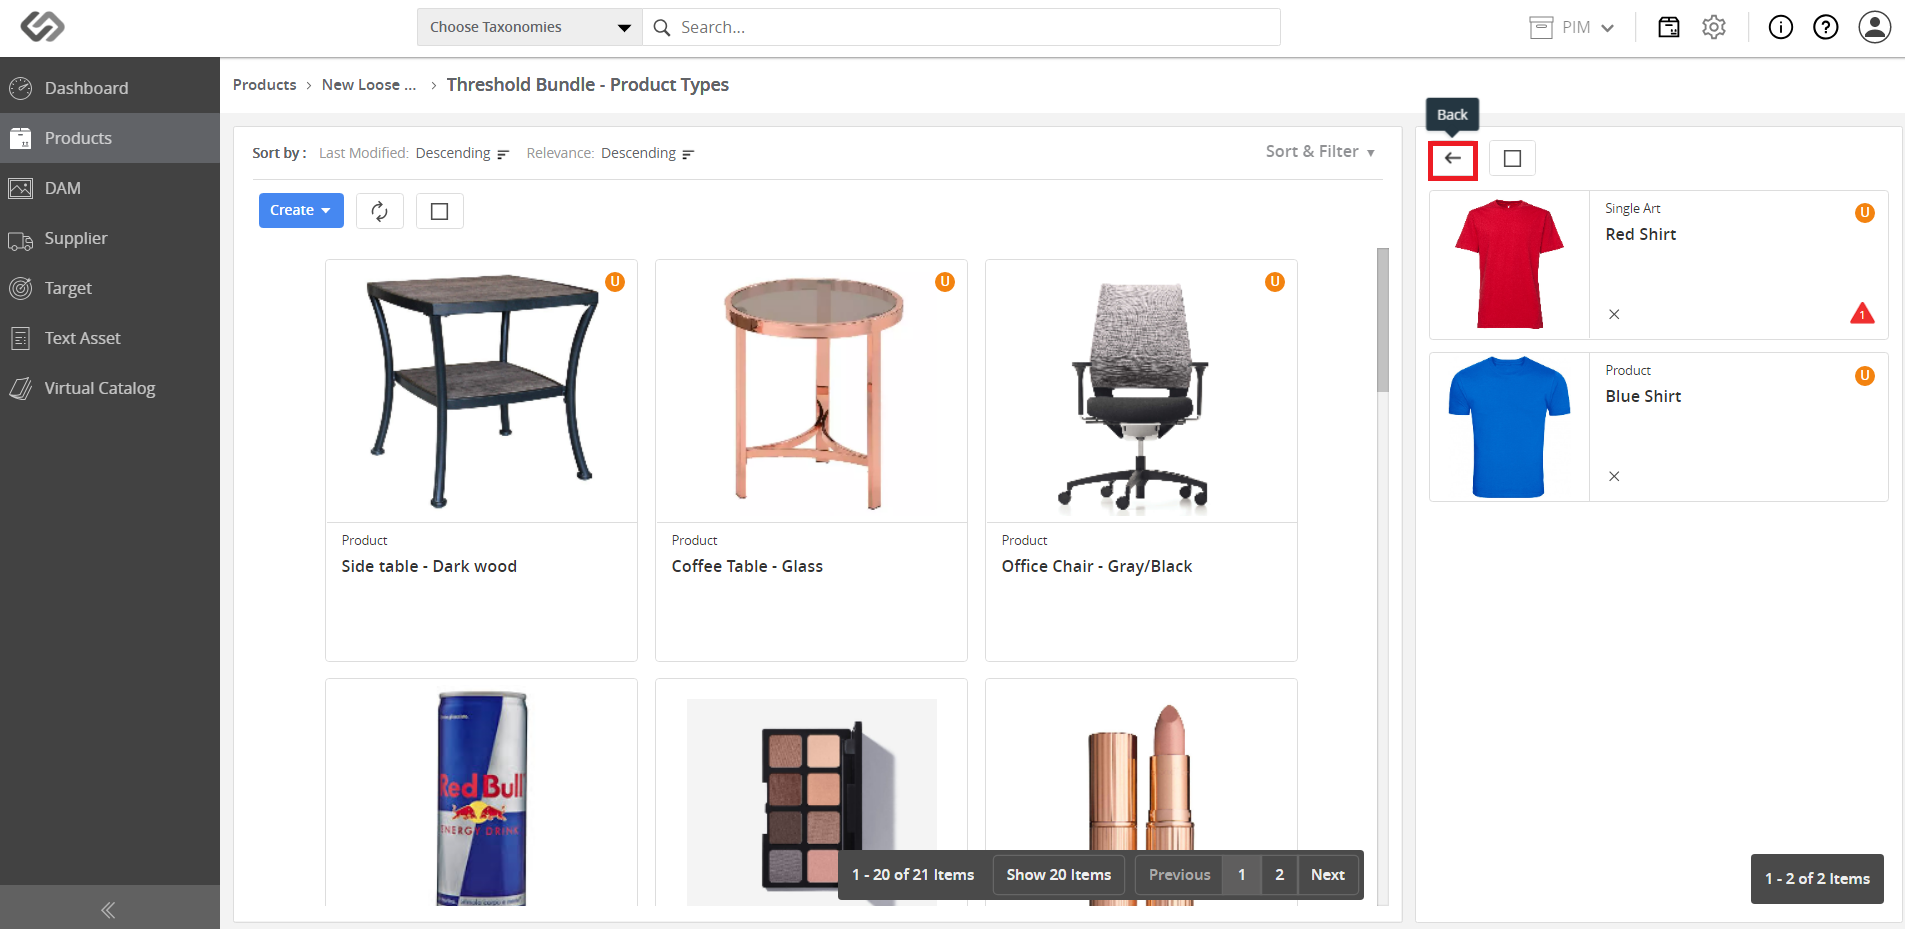 Choose Taxonomies
Search...
PIM
Dashboard
Products
DAM
Supplier
Target
Text Asset
Virtual Catalog
Products › New Loose ... › Threshold Bundle - Product Types
Sort by : Last Modified: Descending Relevance: Descending
Sort & Filter
Create
U
Product
Side table - Dark wood
U
Product
Coffee Table - Glass
U
Product
Office Chair - Gray/Black
Red Bull
ENERGY DRINK
1 - 20 of 21 Items
Show 20 Items
Previous 1 2 Next
Back
Single Art
U
Red Shirt
1
Product
U
Blue Shirt
1 - 2 of 2 Items